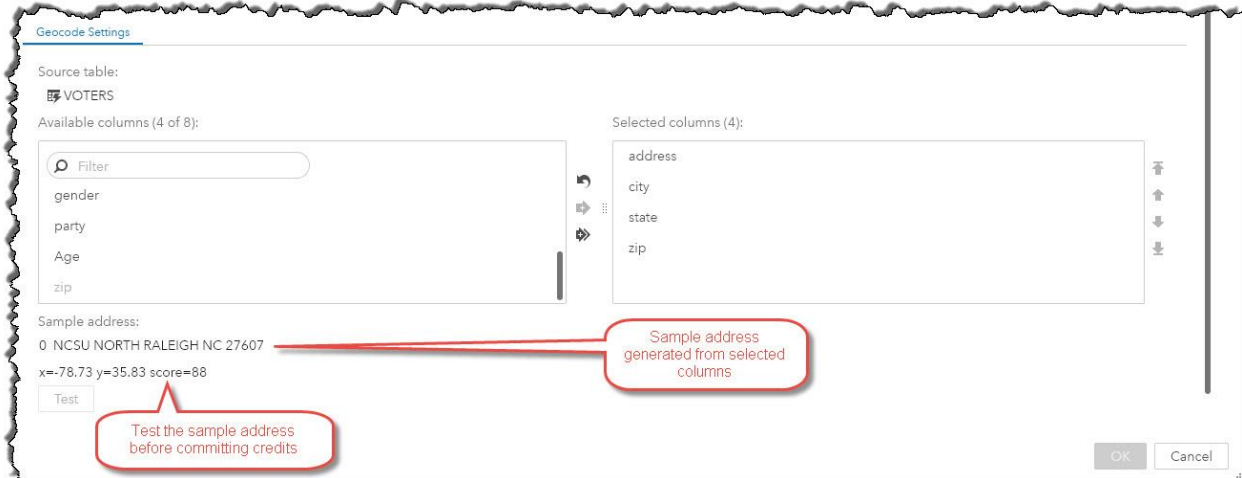 Geocode Settings
Source table:
VOTERS
Available columns (4 of 8):
Selected columns (4):
Filter
gender
party
Age
zip
address
city
state
zip
Sample address:
0 NCSU NORTH RALEIGH NC 27607
x=-78.73 y=35.83 score=88
Test
Sample address
generated from selected
columns
Test the sample address
before committing credits
OK
Cancel